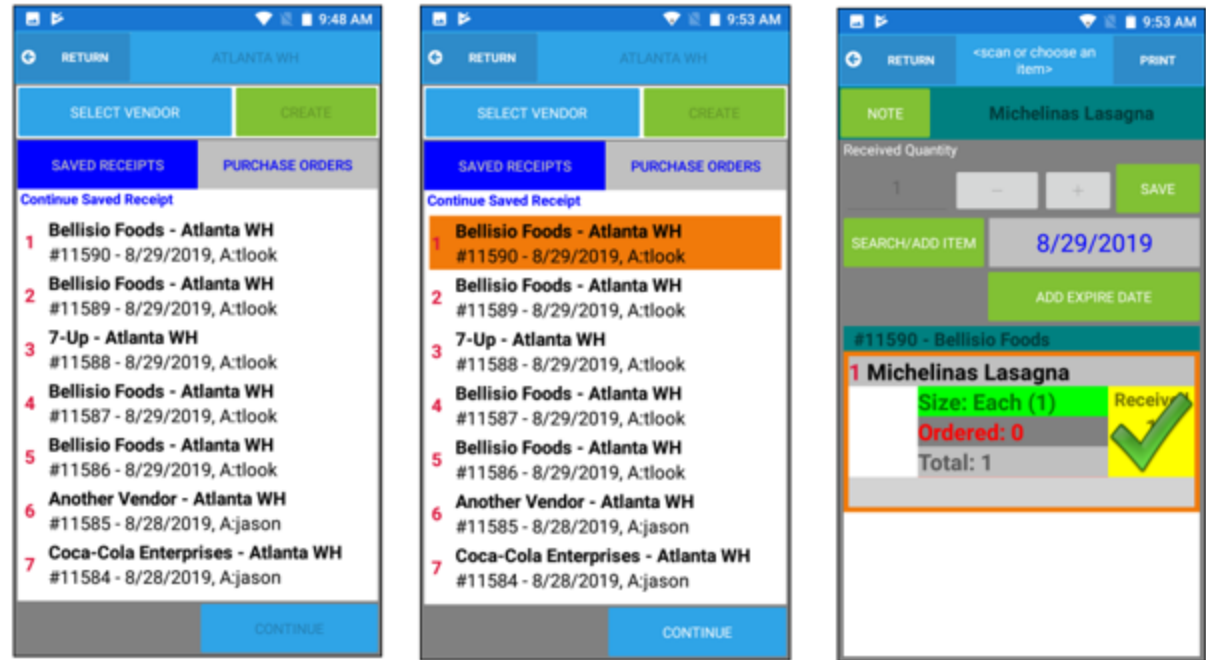 9:48 AM
RETURN
ATLANTA WH
SELECT VENDOR
CREATE
SAVED RECEIPTS
PURCHASE ORDERS
Continue Saved Receipt
1
Bellisio Foods - Atlanta WH
#11590 - 8/29/2019, A:tlook
2
Bellisio Foods - Atlanta WH
#11589 - 8/29/2019, A:tlook
3
7-Up - Atlanta WH
#11588 - 8/29/2019, A:tlook
4
Bellisio Foods - Atlanta WH
#11587 - 8/29/2019, A:tlook
5
Bellisio Foods - Atlanta WH
#11586 - 8/29/2019, A:tlook
6
Another Vendor - Atlanta WH
#11585 - 8/28/2019, A:jason
7
Coca-Cola Enterprises - Atlanta WH
#11584 - 8/28/2019, A:jason
CONTINUE
9:53 AM
RETURN
ATLANTA WH
SELECT VENDOR
CREATE
SAVED RECEIPTS
PURCHASE ORDERS
Continue Saved Receipt
1
Bellisio Foods - Atlanta WH
#11590 - 8/29/2019, A:tlook
2
Bellisio Foods - Atlanta WH
#11589 - 8/29/2019, A:tlook
3
7-Up - Atlanta WH
#11588 - 8/29/2019, A:tlook
4
Bellisio Foods - Atlanta WH
#11587 - 8/29/2019, A:tlook
5
Bellisio Foods - Atlanta WH
#11586 - 8/29/2019, A:tlook
6
Another Vendor - Atlanta WH
#11585 - 8/28/2019, A:jason
7
Coca-Cola Enterprises - Atlanta WH
#11584 - 8/28/2019, A:jason
CONTINUE
9:53 AM
RETURN
<scan or choose an
item>
PRINT
NOTE
Michelinas Lasagna
Received Quantity
1
-
+
SAVE
SEARCH/ADD ITEM
8/29/2019
ADD EXPIRE DATE
#11590 - Bellisio Foods
1 Michelinas Lasagna
Size: Each (1)
Received
Ordered: 0
Total: 1